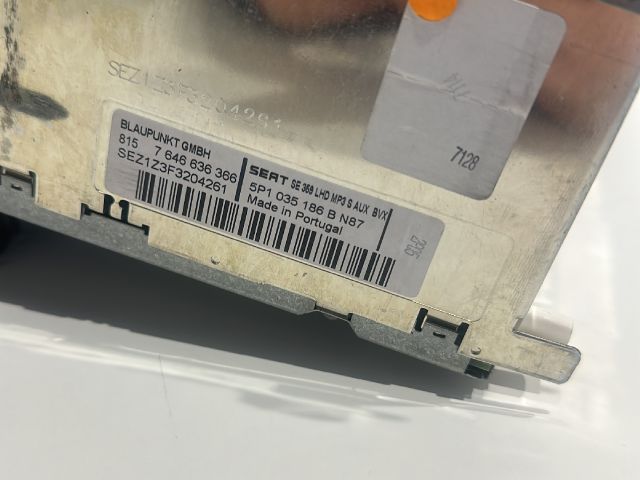 SEZ1Z3F3204261
7128
BLAUPUNKT GMBH
815 7 646 636 366
SEZ1Z3F3204261
SEAT SE 359 LHD MP3 S AUX BVX
5P1 035 186 B N87
Made in Portugal